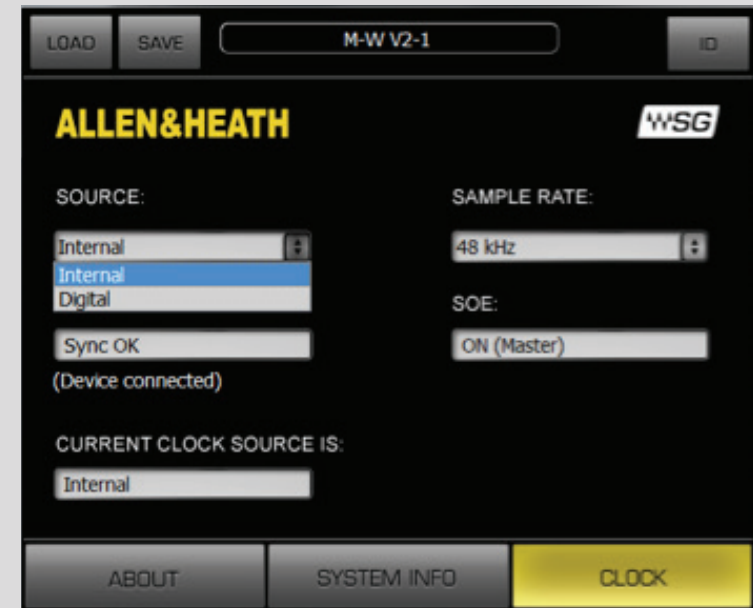 LOAD SAVE M-W V2-1 ID
ALLEN&HEATH WSG
SOURCE: SAMPLE RATE:
Internal 48 kHz
Internal
Digital SOE:
Sync OK ON (Master)
(Device connected)
CURRENT CLOCK SOURCE IS:
Internal
ABOUT SYSTEM INFO CLOCK